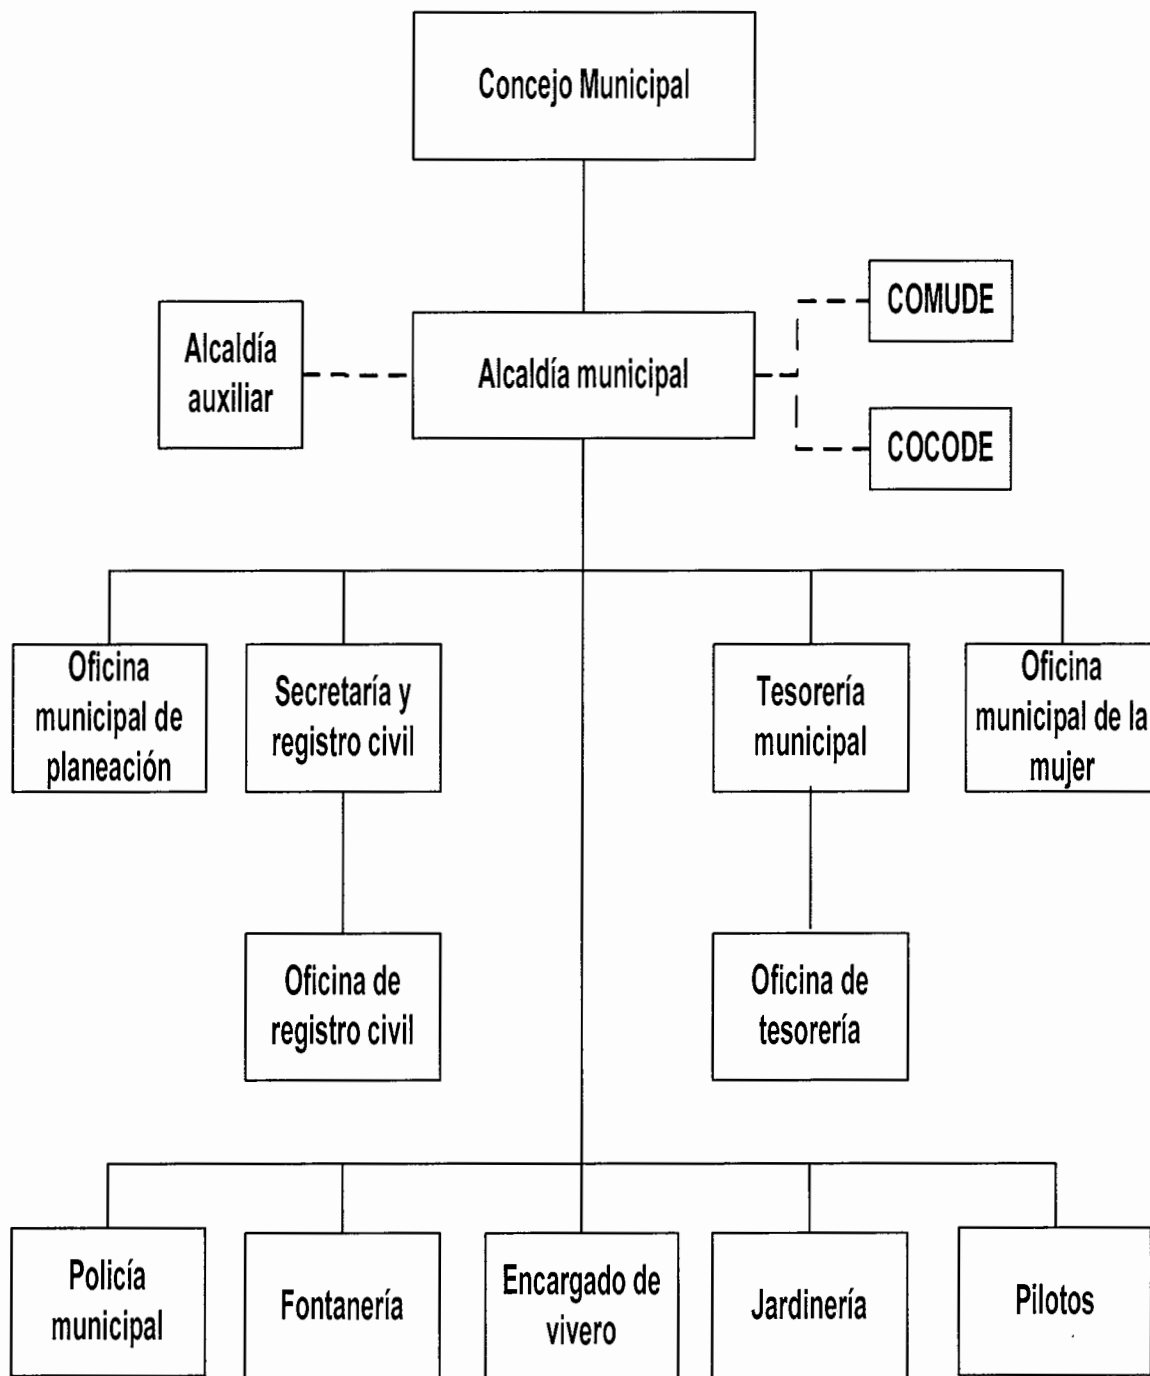 Concejo Municipal
COMUDE
Alcaldía
auxiliar
Alcaldía municipal
COCODE
Oficina
municipal de
planeación
Secretaría y
registro civil
Tesorería
municipal
Oficina
municipal de la
mujer
Oficina de
registro civil
Oficina de
tesorería
Policía
municipal
Fontanería
Encargado de
vivero
Jardinería
Pilotos